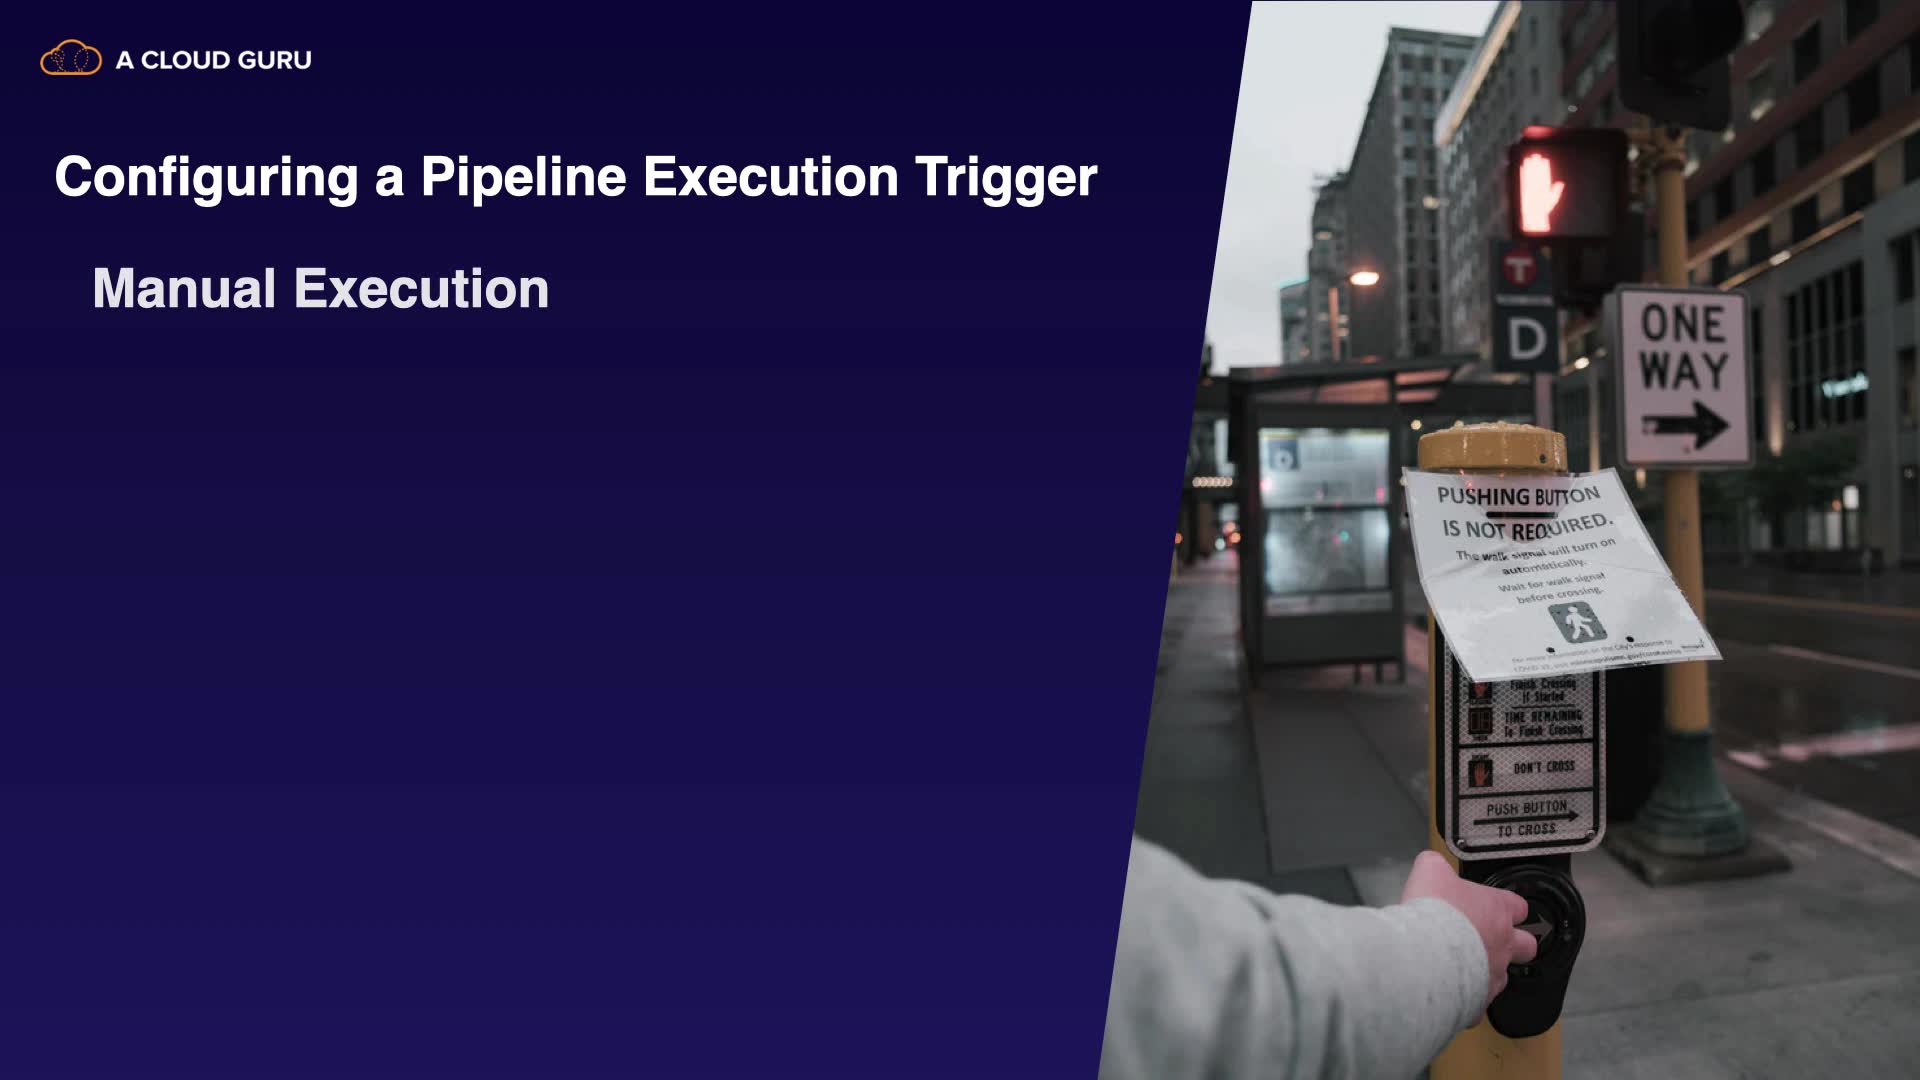 A CLOUD GURU
Configuring a Pipeline Execution Trigger
Manual Execution
T
D
ONE
WAY
PUSHING BUTTON
IS NOT REQUIRED.
The walk signal will turn on
automatically.
Wait for walk signal
before crossing.
Finish Crossing
If Started
TIME REMAINING
To Finish Crossing
DON'T CROSS
PUSH BUTTON
TO CROSS